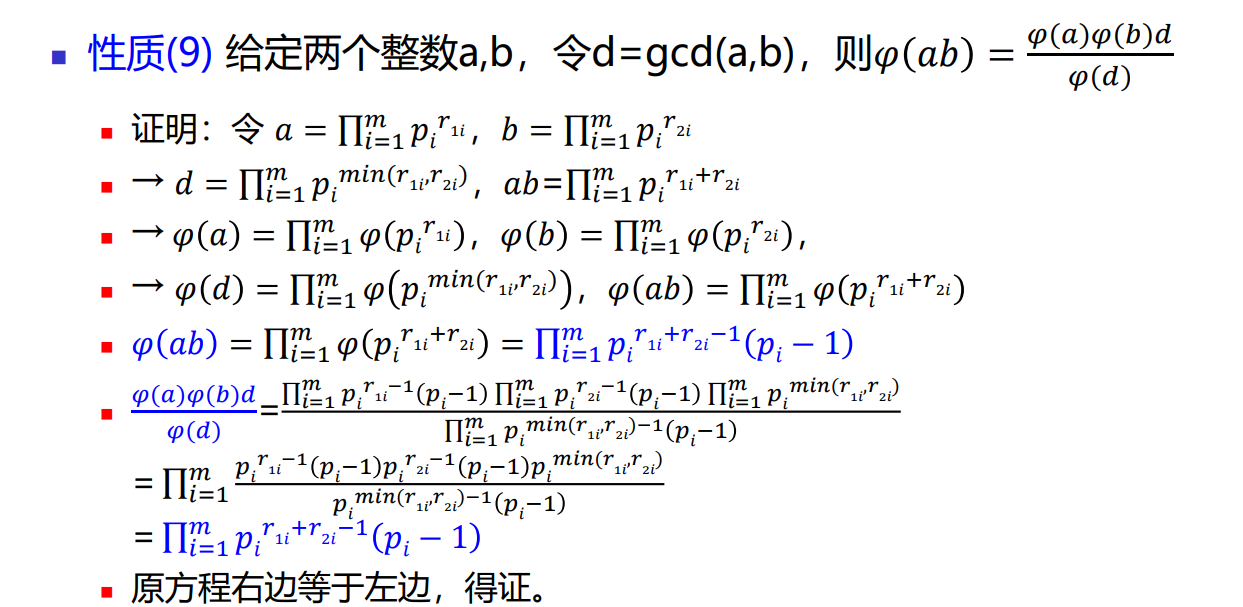 性质(9) 给定两个整数a,b，令d=gcd(a,b)，则$\varphi(ab) = \frac{\varphi(a)\varphi(b)d}{\varphi(d)}$
证明：令 $a = \prod_{i=1}^{m} {p_i}^{r_{1i}}$，$b = \prod_{i=1}^{m} {p_i}^{r_{2i}}$
→ $d = \prod_{i=1}^{m} {p_i}^{min(r_{1i},r_{2i})}$，$ab$=$\prod_{i=1}^{m} {p_i}^{r_{1i}+r_{2i}}$
→ $\varphi(a) = \prod_{i=1}^{m} \varphi({p_i}^{r_{1i}})$，$\varphi(b) = \prod_{i=1}^{m} \varphi({p_i}^{r_{2i}})$，
→ $\varphi(d) = \prod_{i=1}^{m} \varphi({p_i}^{min(r_{1i},r_{2i})})$，$\varphi(ab) = \prod_{i=1}^{m} \varphi({p_i}^{r_{1i}+r_{2i}})$
$\varphi(ab) = \prod_{i=1}^{m} \varphi({p_i}^{r_{1i}+r_{2i}}) = \prod_{i=1}^{m} {p_i}^{r_{1i}+r_{2i}-1}(p_i - 1)$
$\frac{\varphi(a)\varphi(b)d}{\varphi(d)}$=$\frac{\prod_{i=1}^{m} {p_i}^{r_{1i}-1}(p_i-1) \prod_{i=1}^{m} {p_i}^{r_{2i}-1}(p_i-1) \prod_{i=1}^{m} {p_i}^{min(r_{1i},r_{2i})}}{\prod_{i=1}^{m} {p_i}^{min(r_{1i},r_{2i})-1}(p_i-1)}$
= $\prod_{i=1}^{m} \frac{{p_i}^{r_{1i}-1}(p_i-1){p_i}^{r_{2i}-1}(p_i-1){p_i}^{min(r_{1i},r_{2i})}}{{p_i}^{min(r_{1i},r_{2i})-1}(p_i-1)}$
= $\prod_{i=1}^{m} {p_i}^{r_{1i}+r_{2i}-1}(p_i - 1)$
原方程右边等于左边，得证。